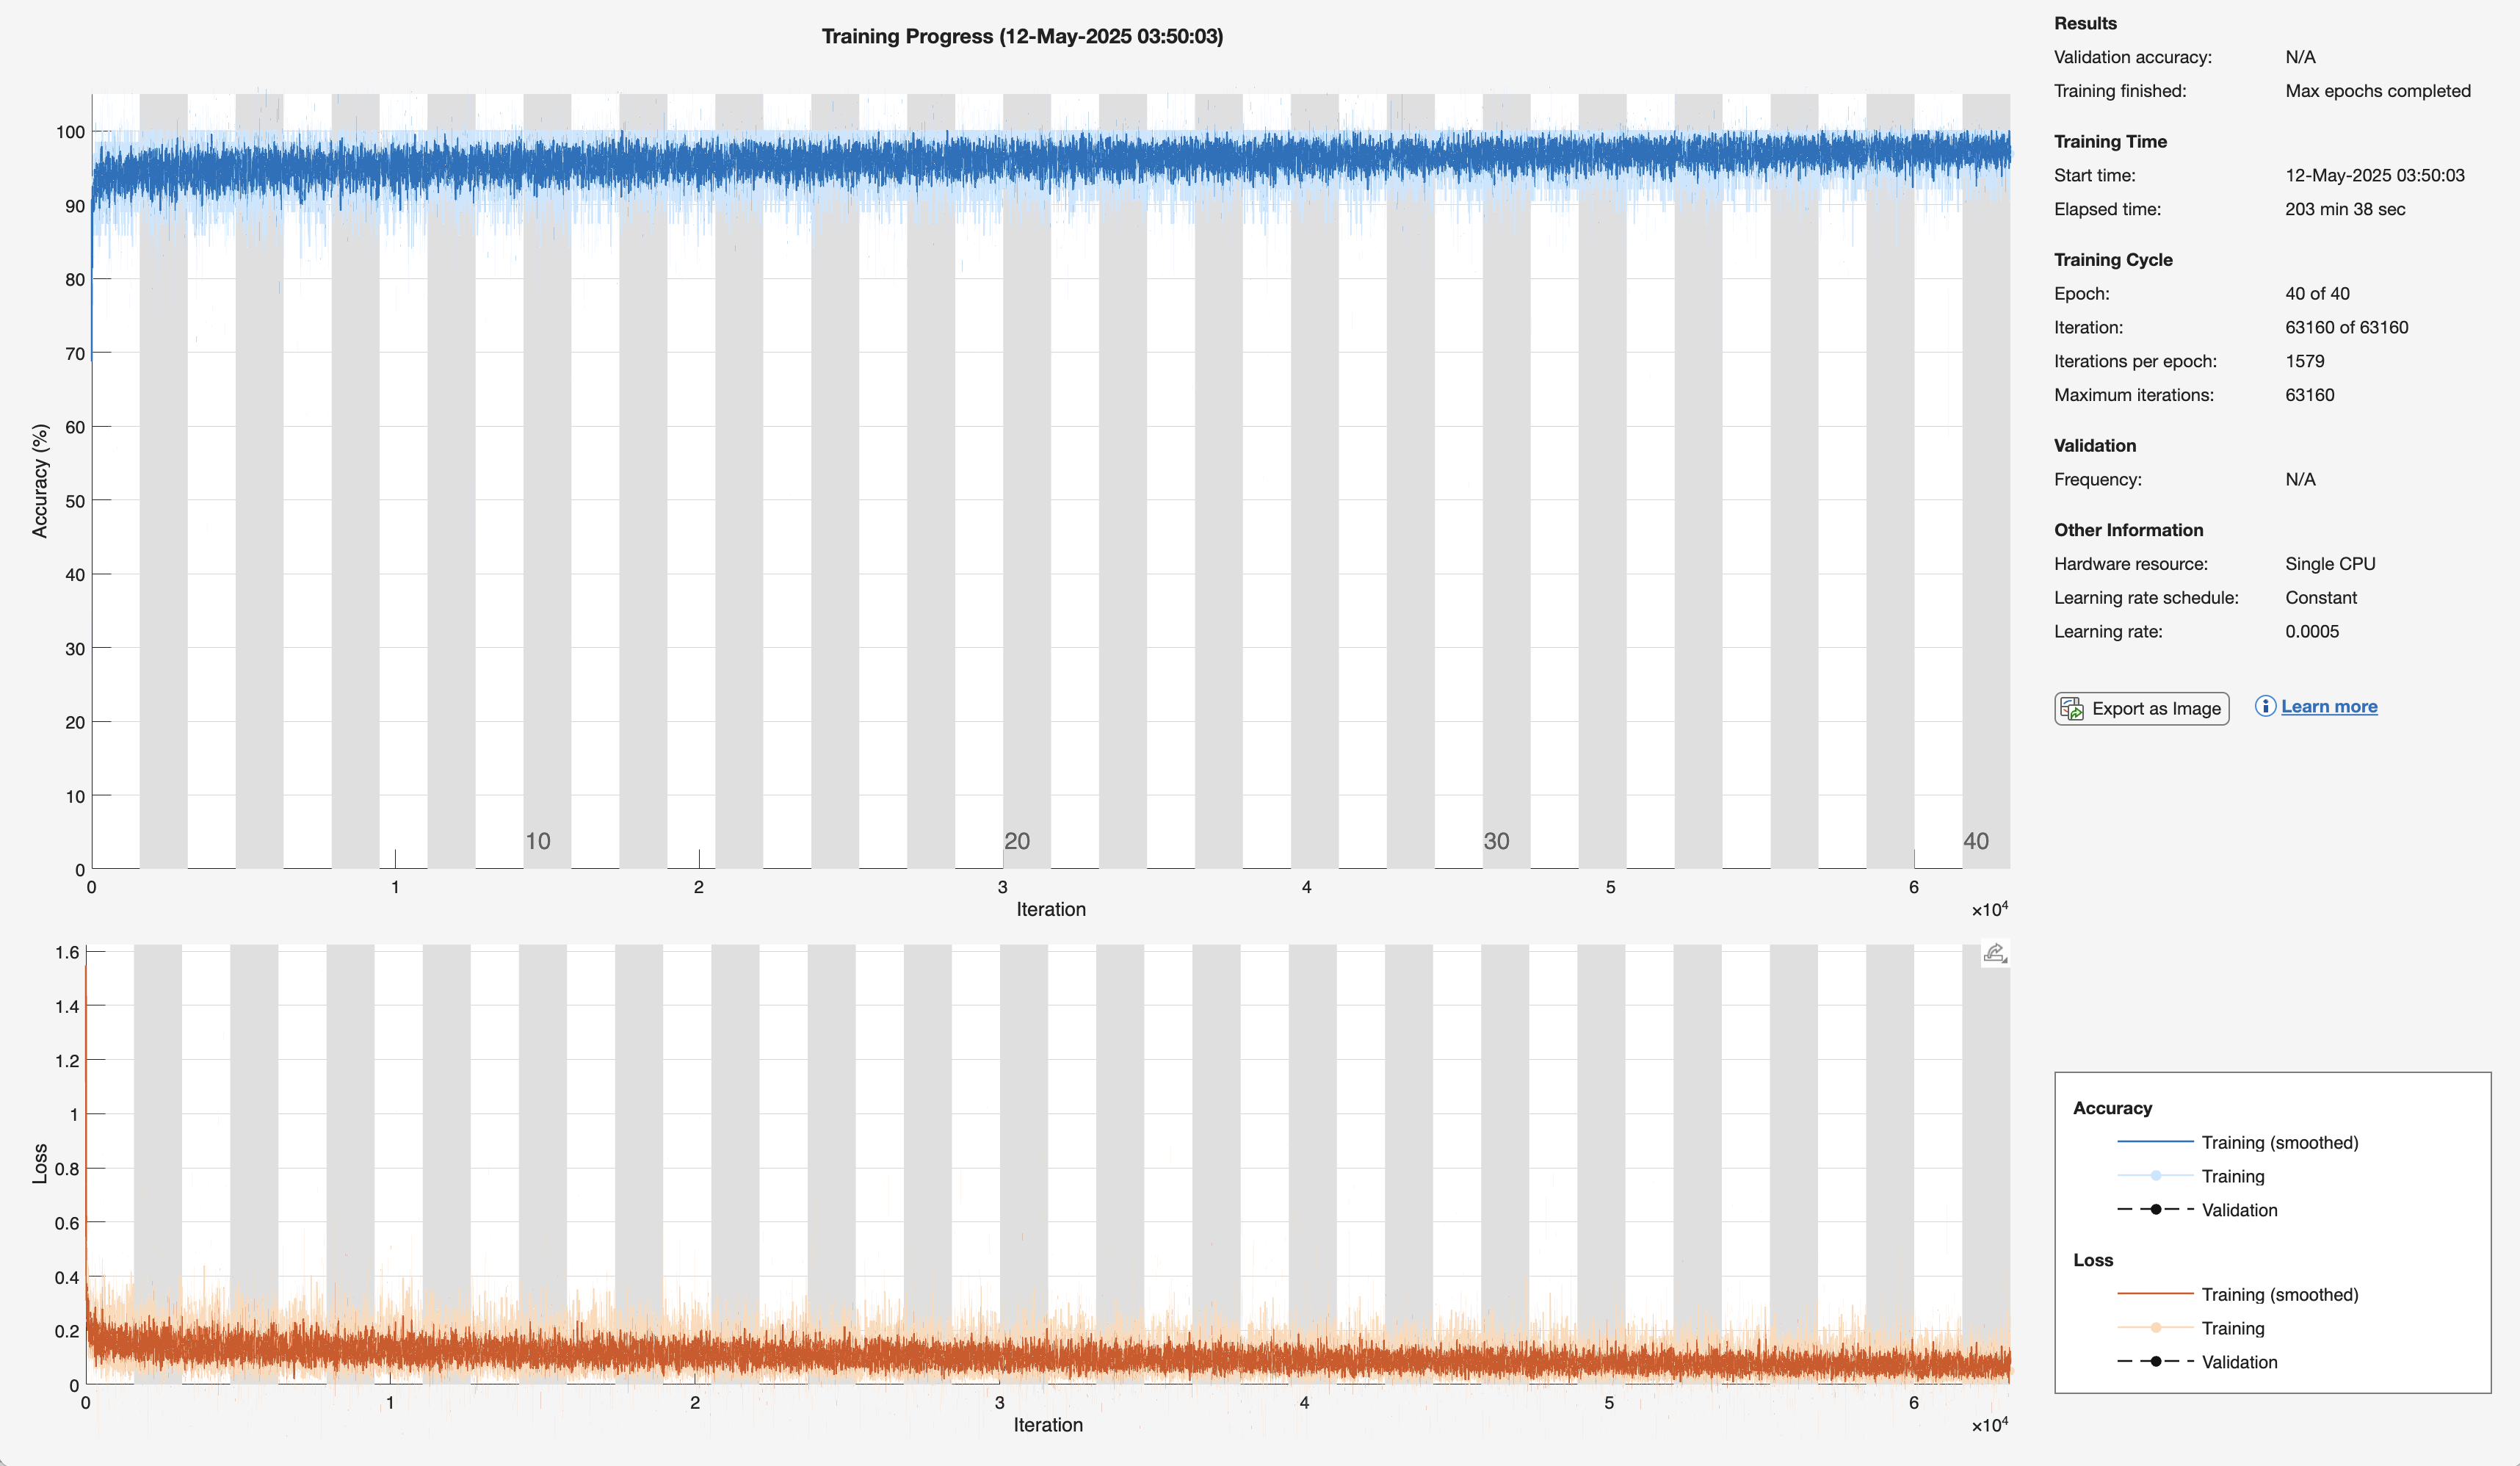 Training Progress (12-May-2025 03:50:03)
100
90
80
70
60
50
40
30
20
10
0
Accuracy (%)
10
20
30
40
0
1
2
3
4
5
6
Iteration
×10⁴
1.6
1.4
1.2
1
0.8
0.6
0.4
0.2
0
Loss
0
1
2
3
4
5
6
Iteration
×10⁴
Results
Validation accuracy: N/A
Training finished: Max epochs completed
Training Time
Start time: 12-May-2025 03:50:03
Elapsed time: 203 min 38 sec
Training Cycle
Epoch: 40 of 40
Iteration: 63160 of 63160
Iterations per epoch: 1579
Maximum iterations: 63160
Validation
Frequency: N/A
Other Information
Hardware resource: Single CPU
Learning rate schedule: Constant
Learning rate: 0.0005
Export as Image
Learn more
Accuracy
Training (smoothed)
Training
Validation
Loss
Training (smoothed)
Training
Validation